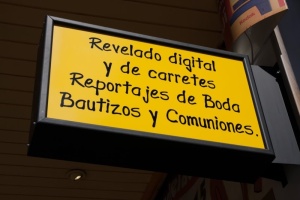 Revelado digital
y de carretes
Reportajes de Boda
Bautizos y Comuniones.